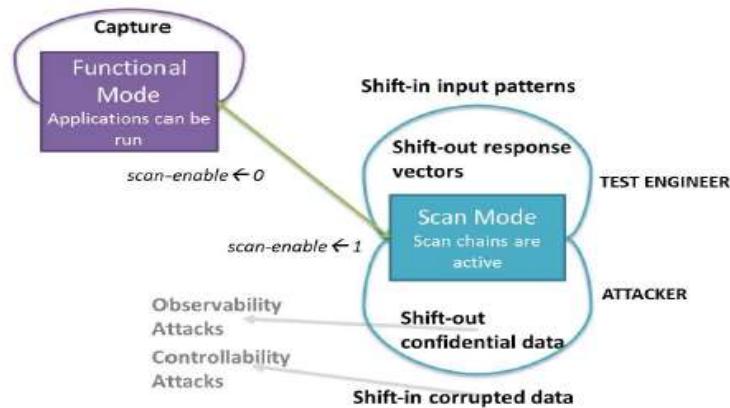 Capture
Functional
Mode
Applications can be
run
scan-enable ← 0
Shift-in input patterns
Shift-out response
vectors
TEST ENGINEER
Scan Mode
Scan chains are
active
scan-enable ← 1
ATTACKER
Observability
Attacks
Shift-out
confidential data
Controllability
Attacks
Shift-in corrupted data